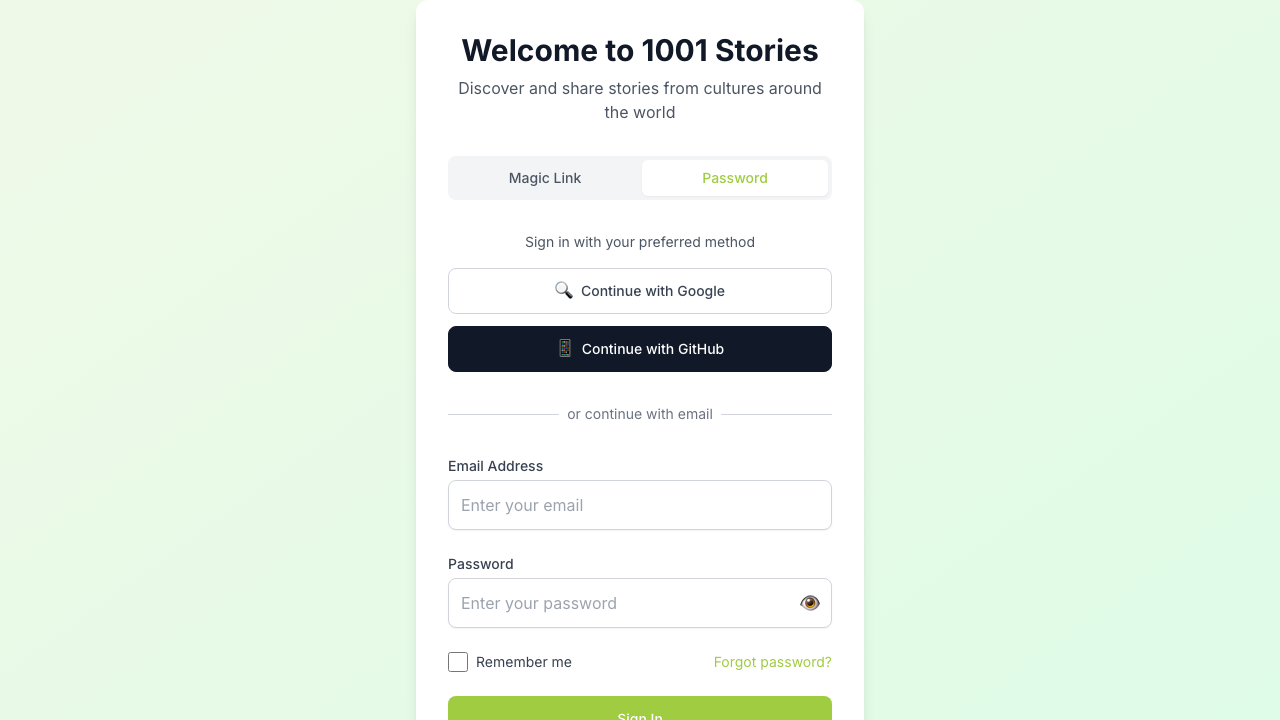 Welcome to 1001 Stories
Discover and share stories from cultures around
the world
Magic Link
Password
Sign in with your preferred method
Continue with Google
Continue with GitHub
or continue with email
Email Address
Enter your email
Password
Enter your password
Remember me
Forgot password?
Sign In